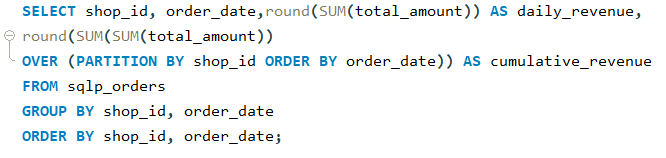 SELECT shop_id, order_date,round(SUM(total_amount)) AS daily_revenue,
round(SUM(SUM(total_amount))
OVER (PARTITION BY shop_id ORDER BY order_date)) AS cumulative_revenue
FROM sqlp_orders
GROUP BY shop_id, order_date
ORDER BY shop_id, order_date;